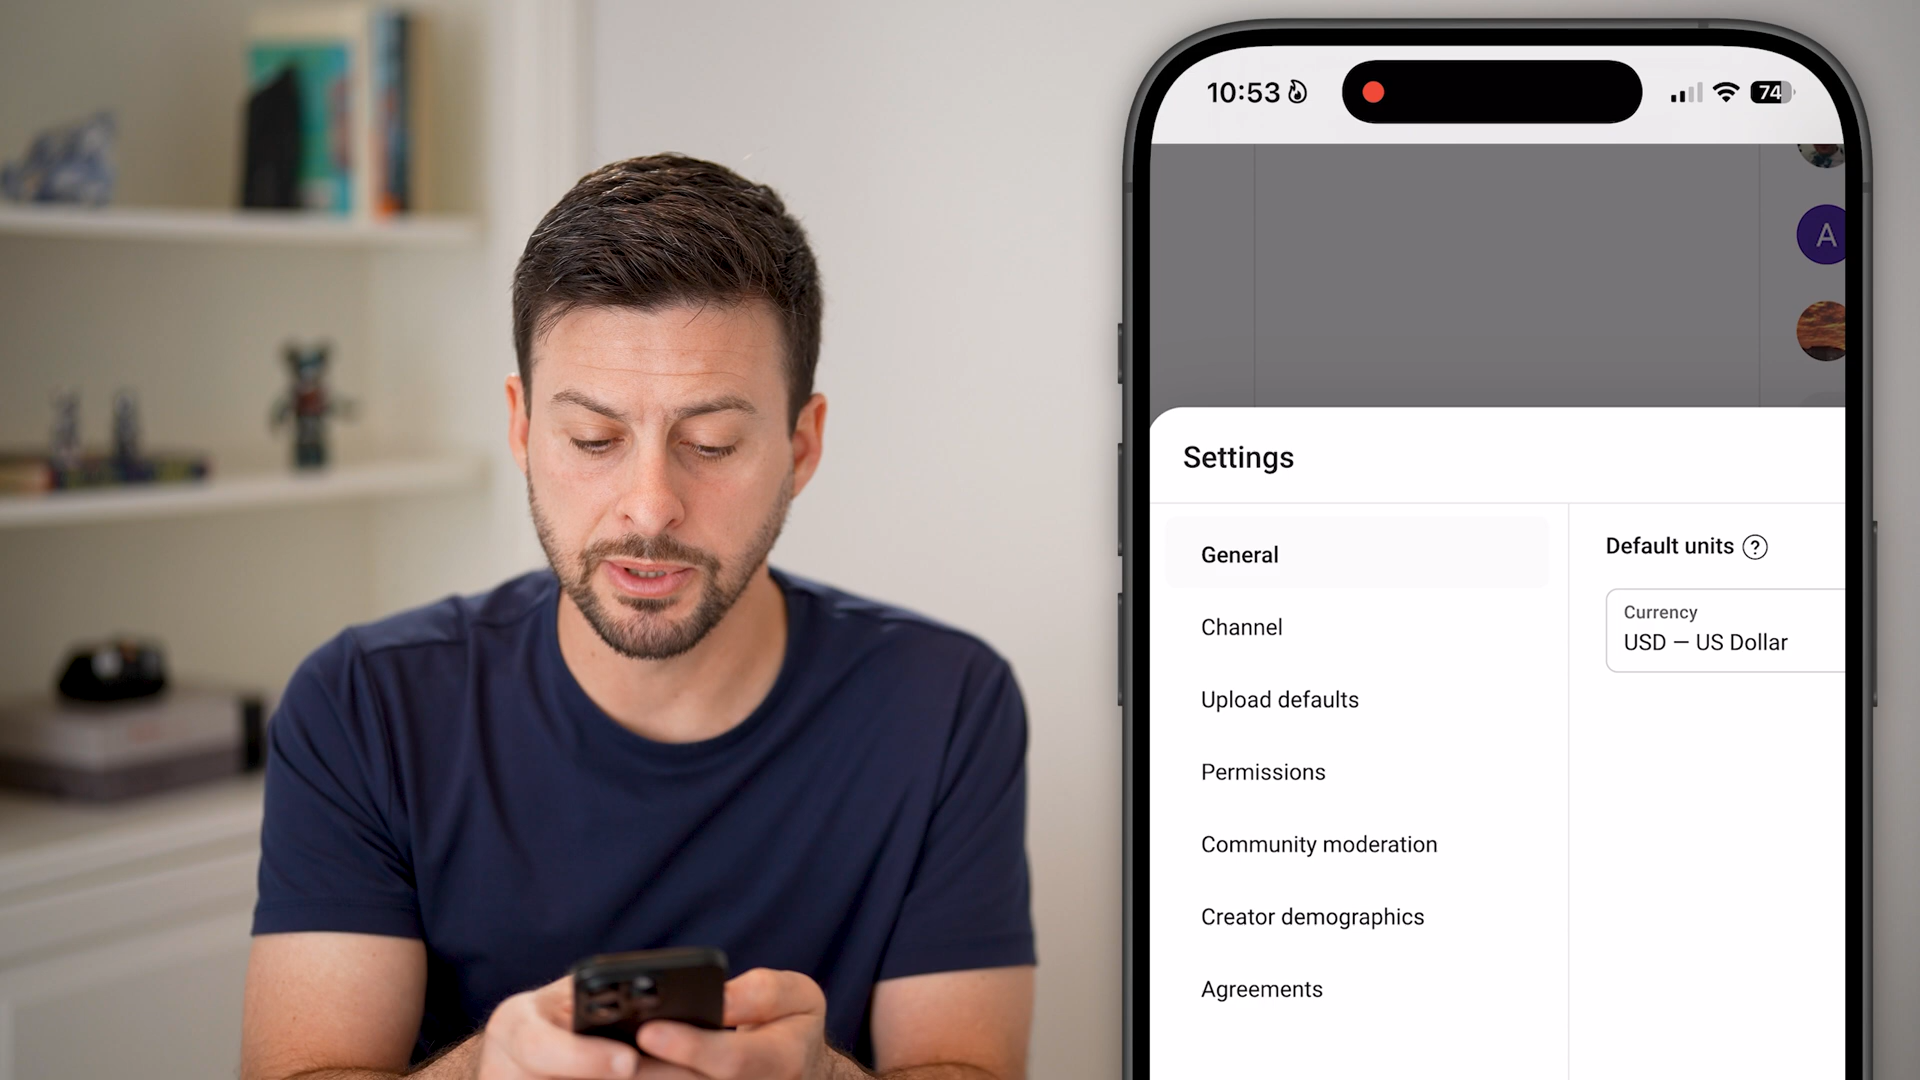 10:53
74
A
Settings
General
Default units ?
Currency
USD — US Dollar
Channel
Upload defaults
Permissions
Community moderation
Creator demographics
Agreements